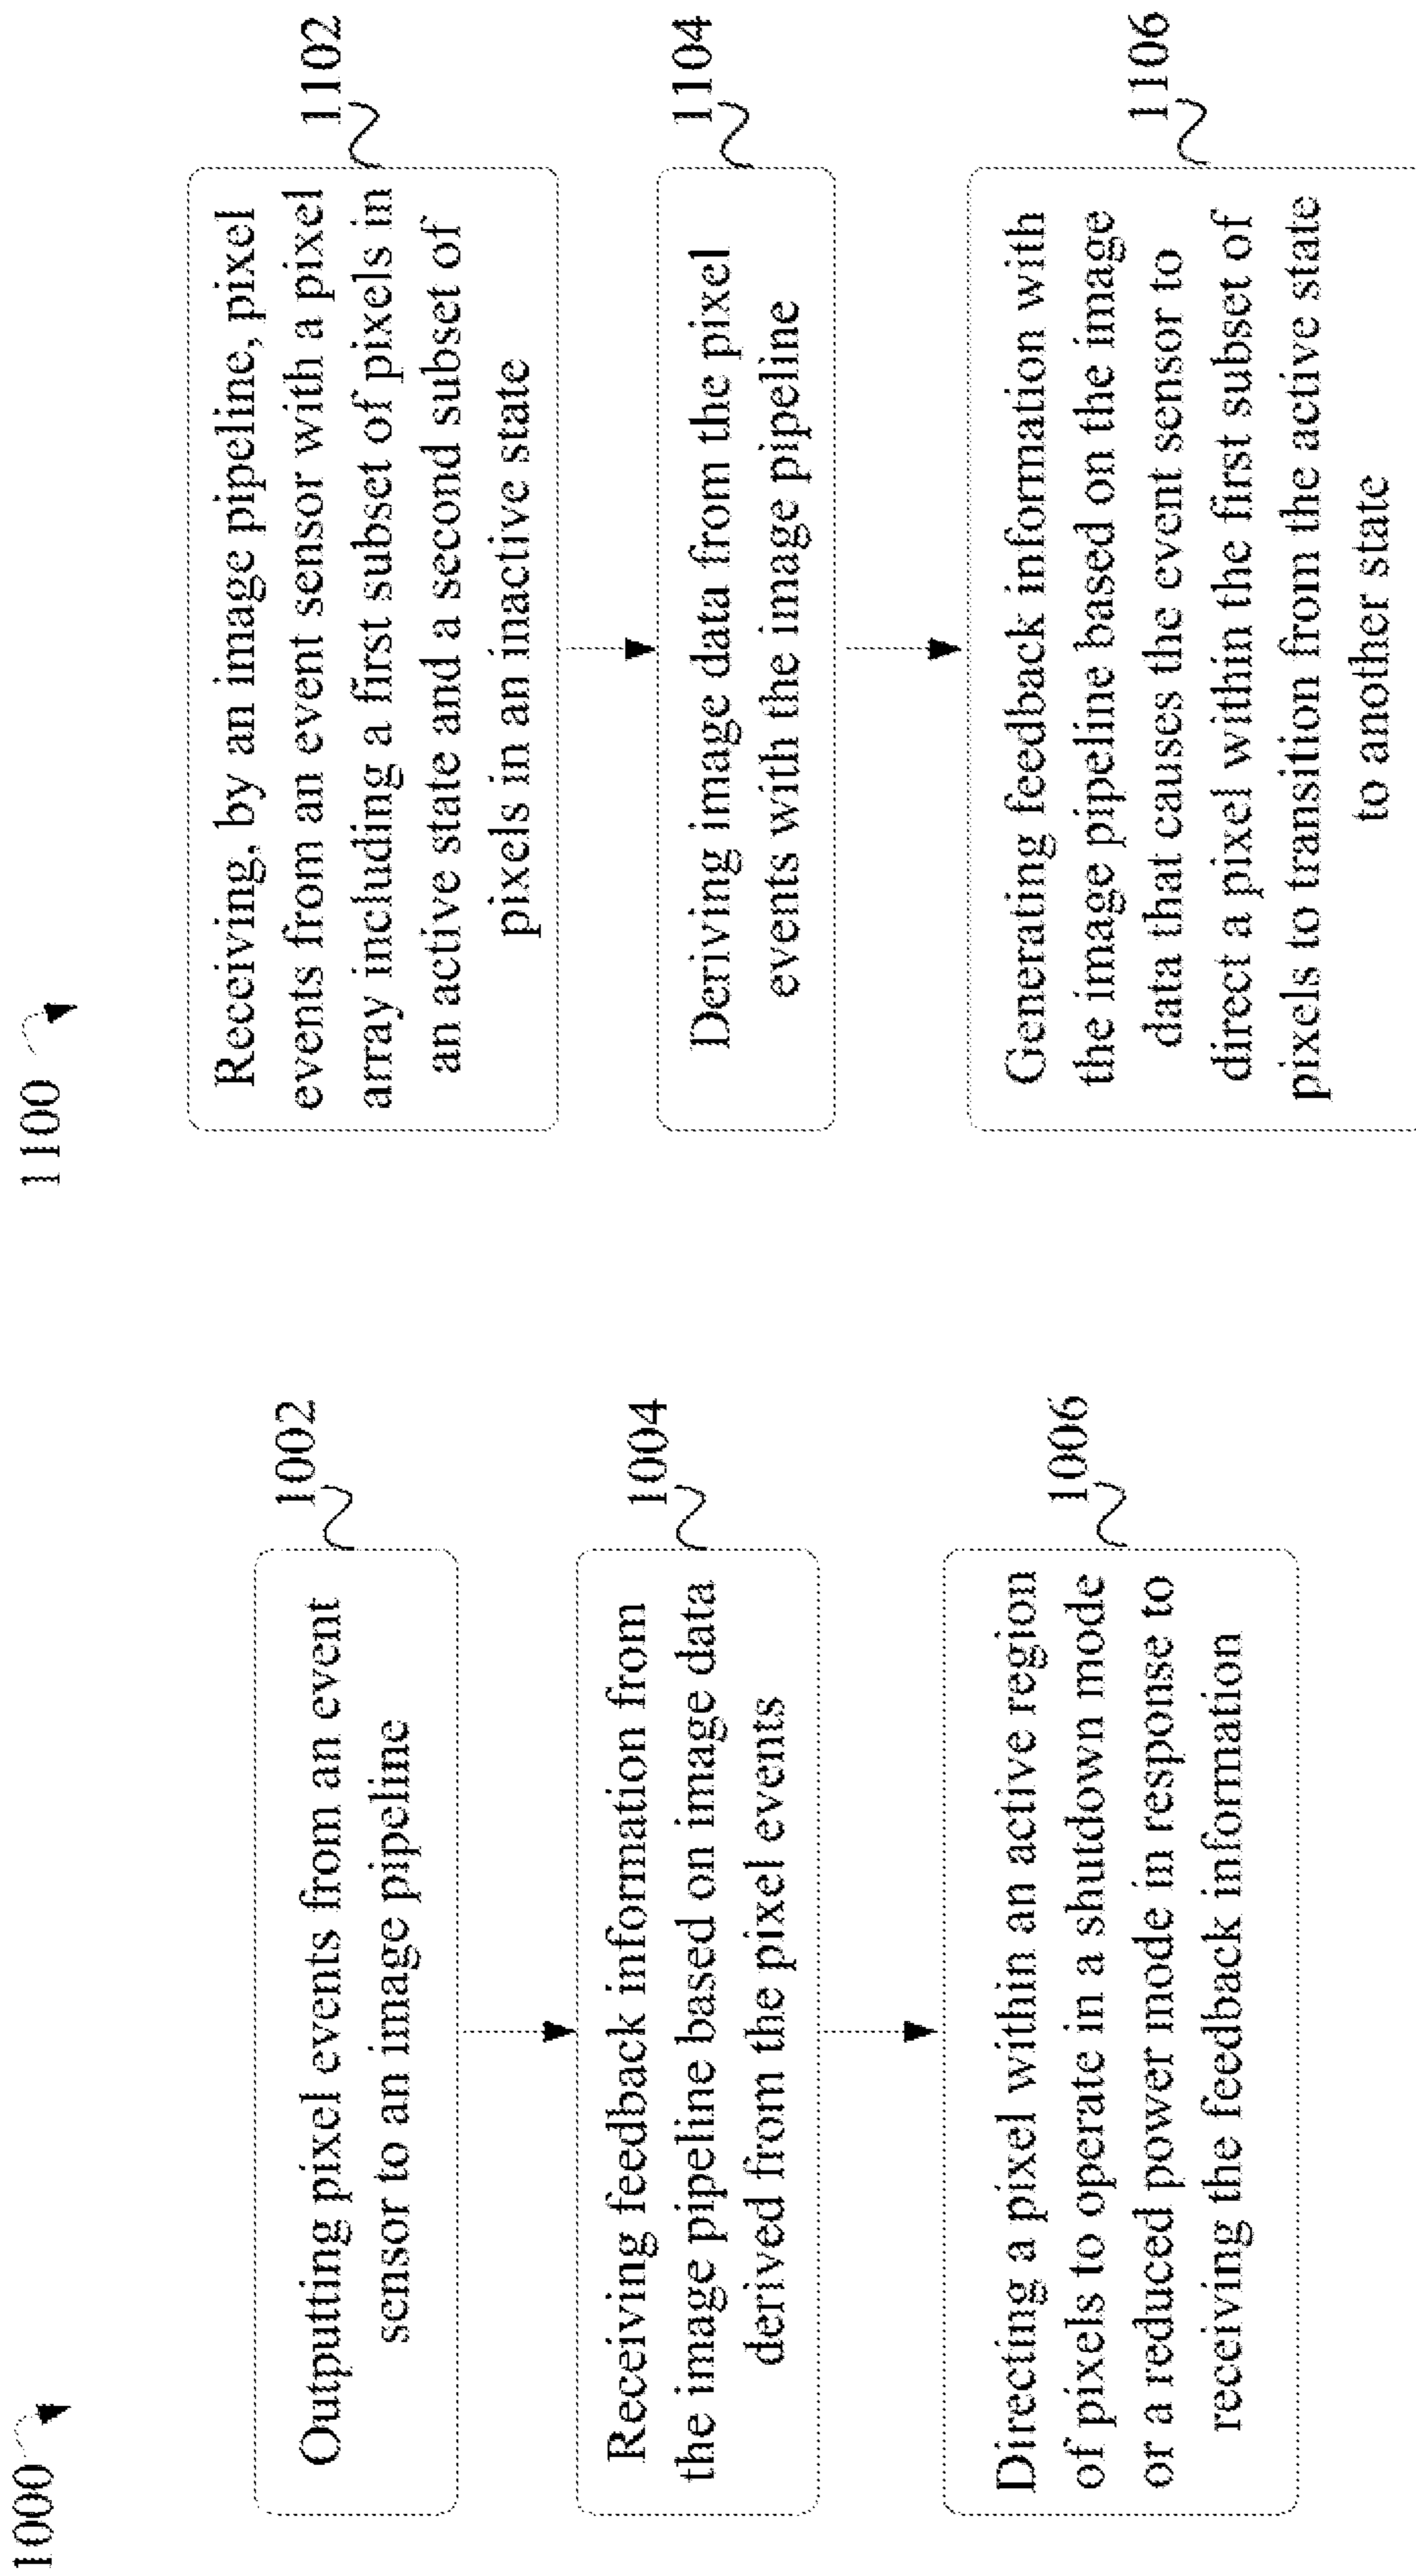 1000
Outputting pixel events from an event
sensor to an image pipeline
1002
Receiving feedback information from
the image pipeline based on image data
derived from the pixel events
1004
Directing a pixel within an active region
of pixels to operate in a shutdown mode
or a reduced power mode in response to
receiving the feedback information
1006
1100
Receiving, by an image pipeline, pixel
events from an event sensor with a pixel
array including a first subset of pixels in
an active state and a second subset of
pixels in an inactive state
1102
Deriving image data from the pixel
events with the image pipeline
1104
Generating feedback information with
the image pipeline based on the image
data that causes the event sensor to
direct a pixel within the first subset of
pixels to transition from the active state
to another state
1106